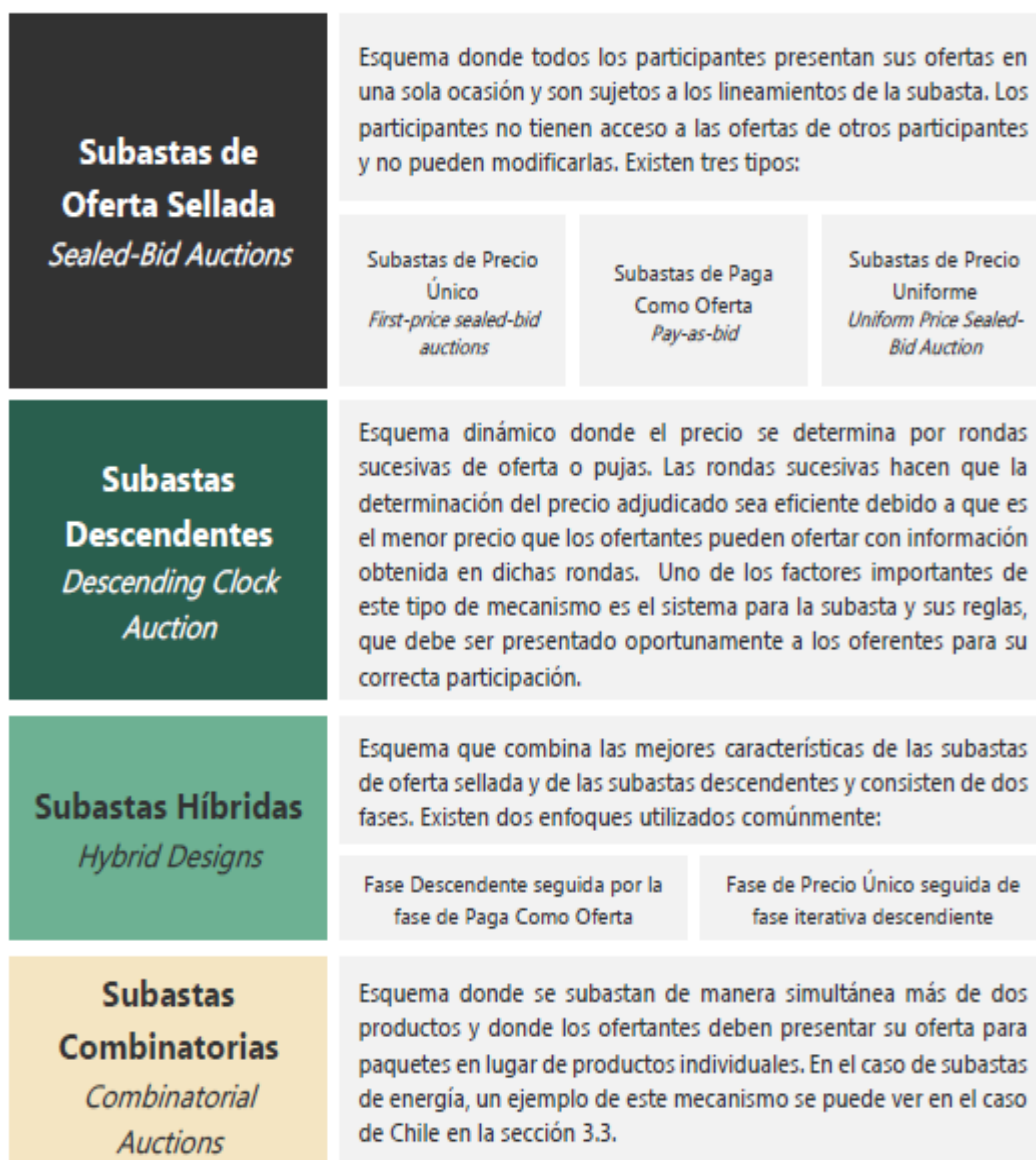 Subastas de
Oferta Sellada
Sealed-Bid Auctions
Esquema donde todos los participantes presentan sus ofertas en
una sola ocasión y son sujetos a los lineamientos de la subasta. Los
participantes no tienen acceso a las ofertas de otros participantes
y no pueden modificarlas. Existen tres tipos:
Subastas de Precio
Único
First-price sealed-bid
auctions
Subastas de Paga
Como Oferta
Pay-as-bid
Subastas de Precio
Uniforme
Uniform Price Sealed-
Bid Auction
Subastas
Descendentes
Descending Clock
Auction
Esquema dinámico donde el precio se determina por rondas
sucesivas de oferta o pujas. Las rondas sucesivas hacen que la
determinación del precio adjudicado sea eficiente debido a que es
el menor precio que los ofertantes pueden ofertar con información
obtenida en dichas rondas. Uno de los factores importantes de
este tipo de mecanismo es el sistema para la subasta y sus reglas,
que debe ser presentado oportunamente a los oferentes para su
correcta participación.
Subastas Híbridas
Hybrid Designs
Esquema que combina las mejores características de las subastas
de oferta sellada y de las subastas descendentes y consisten de dos
fases. Existen dos enfoques utilizados comúnmente:
Fase Descendente seguida por la
fase de Paga Como Oferta
Fase de Precio Único seguida de
fase iterativa descendiente
Subastas
Combinatorias
Combinatorial
Auctions
Esquema donde se subastan de manera simultánea más de dos
productos y donde los ofertantes deben presentar su oferta para
paquetes en lugar de productos individuales. En el caso de subastas
de energía, un ejemplo de este mecanismo se puede ver en el caso
de Chile en la sección 3.3.